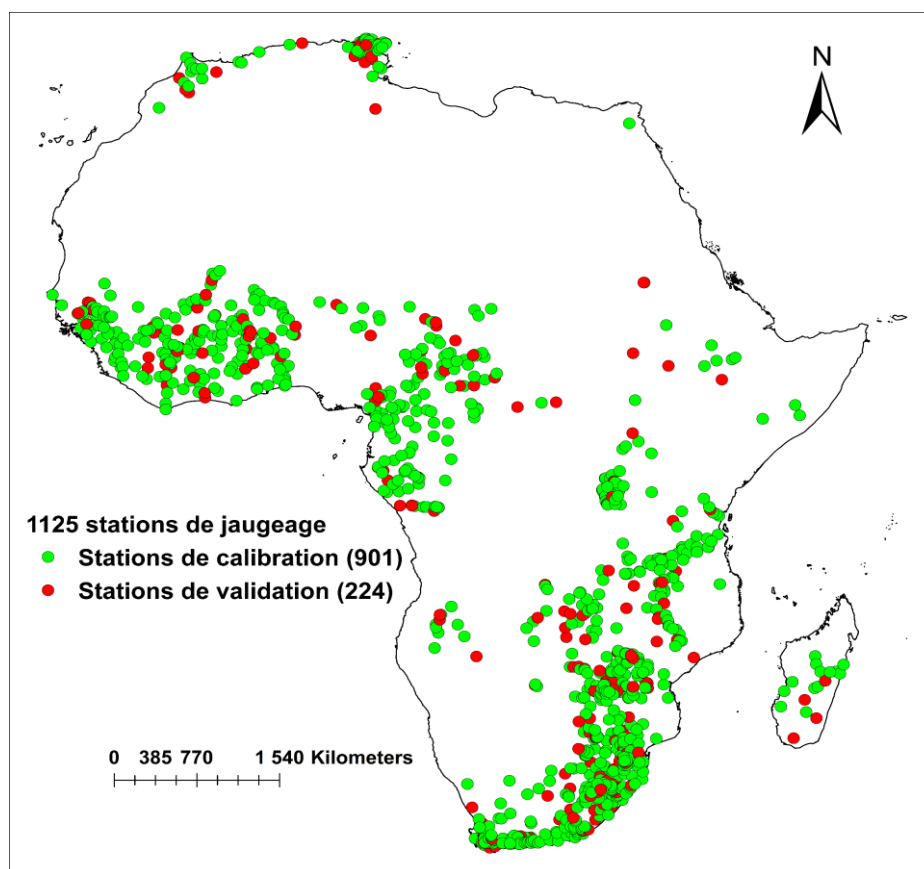 N
1125 stations de jaugeage
Stations de calibration (901)
Stations de validation (224)
0 385 770 1 540 Kilometers